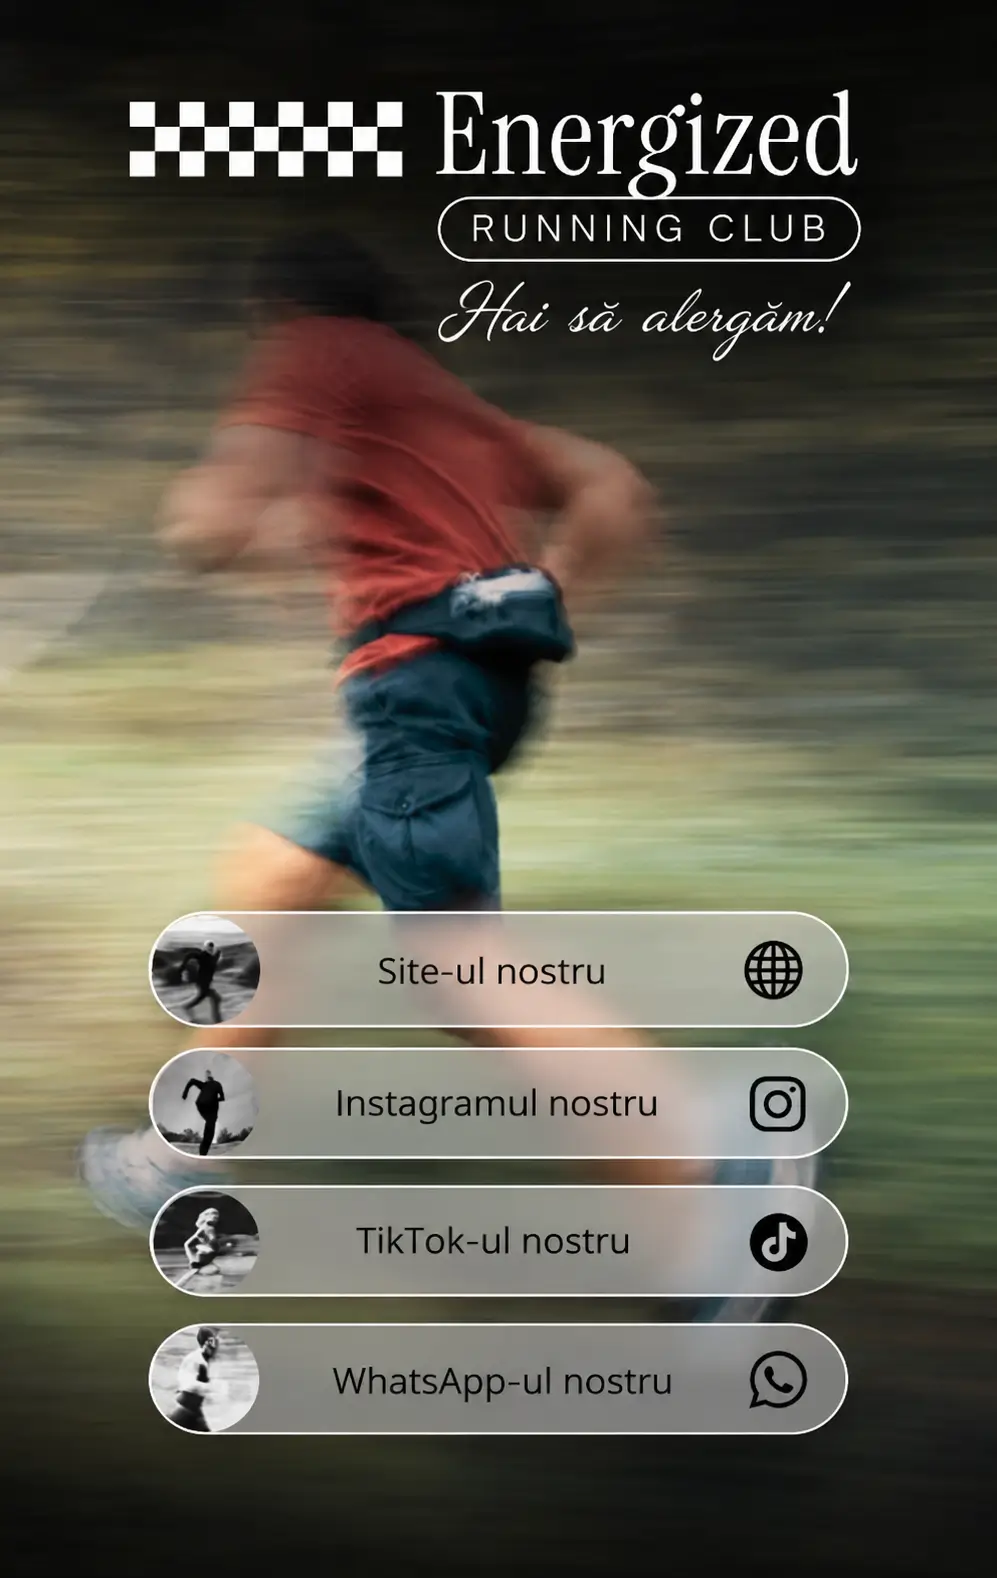 Energized
RUNNING CLUB
Hai să alergăm!
Site-ul nostru
Instagramul nostru
TikTok-ul nostru
WhatsApp-ul nostru